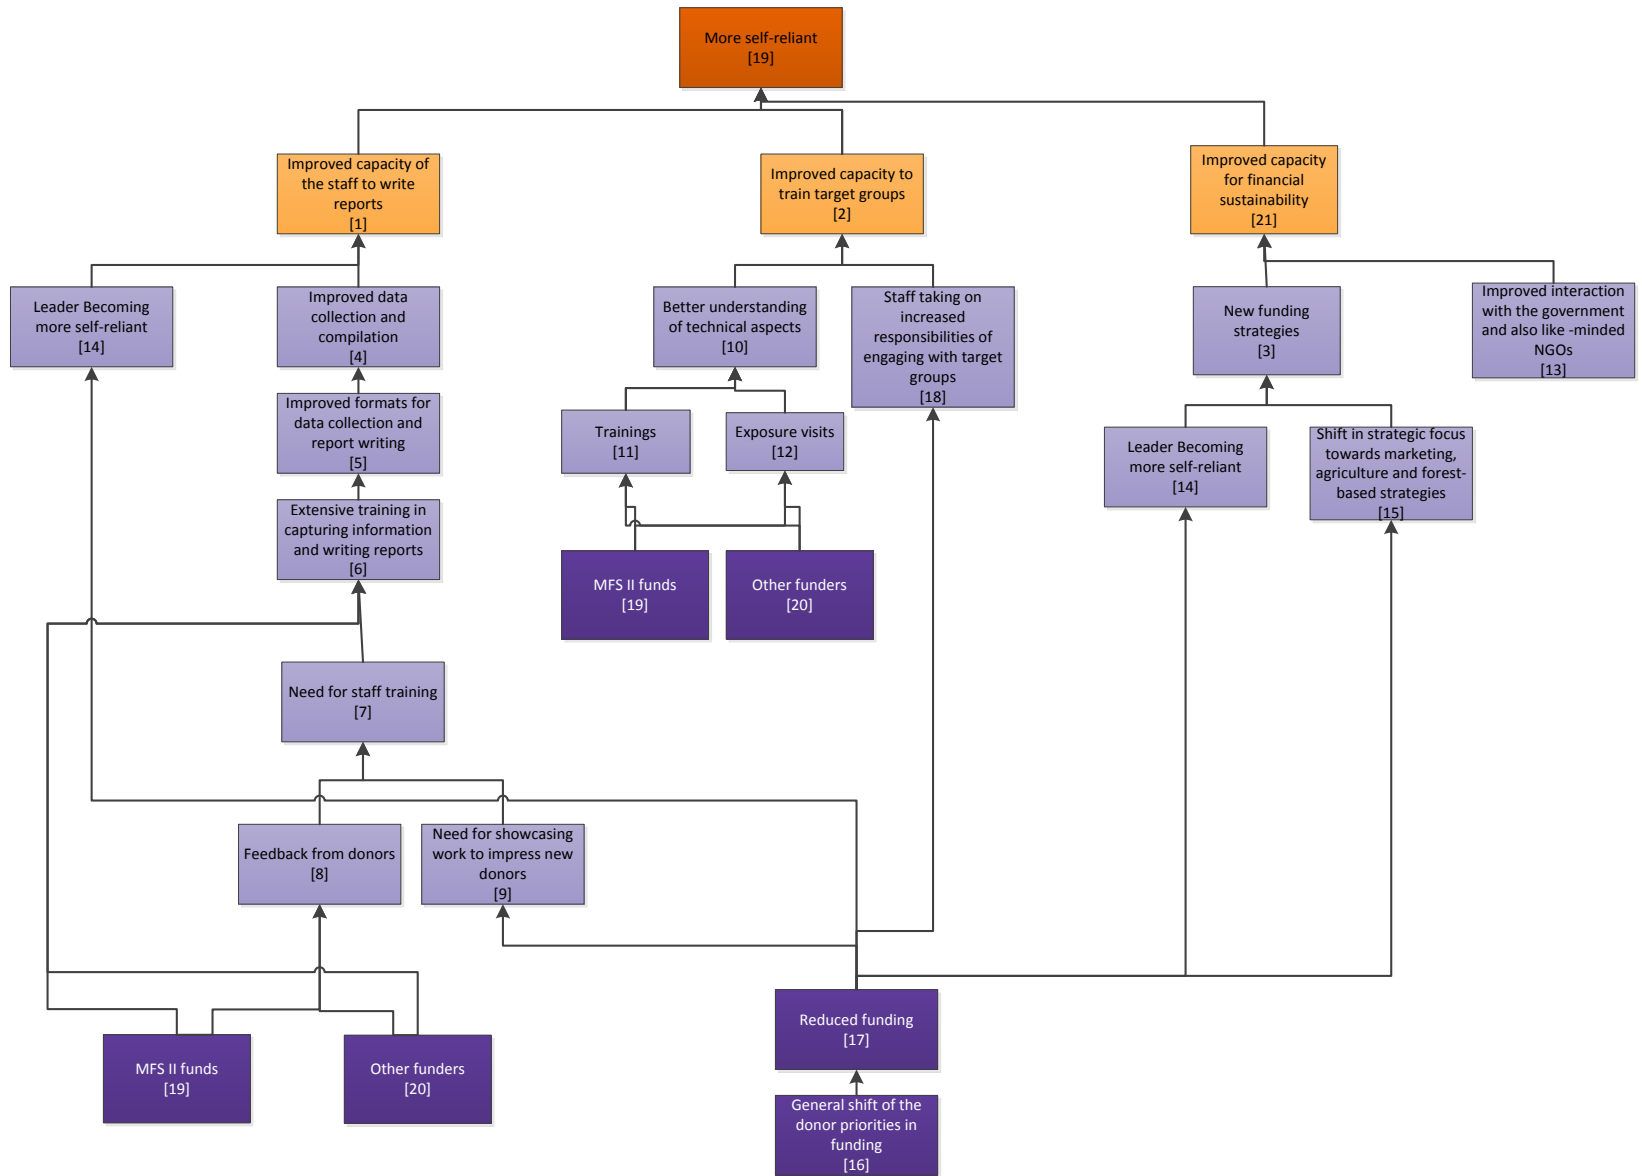 More self-reliant
[19]
Improved capacity of
the staff to write
reports
[1]
Improved capacity to
train target groups
[2]
Improved capacity
for financial
sustainability
[21]
Leader Becoming
more self-reliant
[14]
Improved data
collection and
compilation
[4]
Better understanding
of technical aspects
[10]
Staff taking on
increased
responsibilities of
engaging with target
groups
[18]
New funding
strategies
[3]
Improved interaction
with the government
and also like -minded
NGOs
[13]
Improved formats for
data collection and
report writing
[5]
Trainings
[11]
Exposure visits
[12]
Leader Becoming
more self-reliant
[14]
Shift in strategic focus
towards marketing,
agriculture and forest-
based strategies
[15]
Extensive training in
capturing information
and writing reports
[6]
MFS II funds
[19]
Other funders
[20]
Need for staff training
[7]
Feedback from donors
[8]
Need for showcasing
work to impress new
donors
[9]
MFS II funds
[19]
Other funders
[20]
Reduced funding
[17]
General shift of the
donor priorities in
funding
[16]